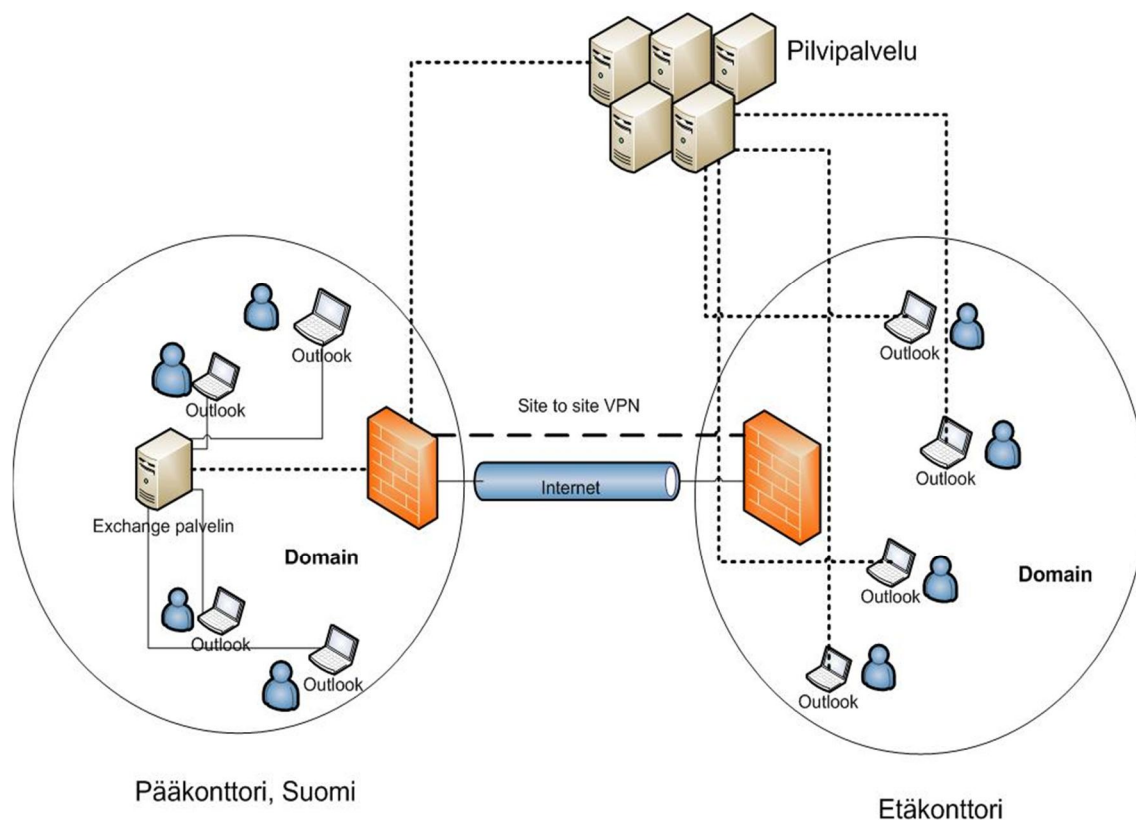 Pilvipalvelu
Outlook
Outlook
Exchange palvelin
Domain
Outlook
Outlook
Site to site VPN
Internet
Outlook
Outlook
Outlook
Domain
Outlook
Pääkonttori, Suomi
Etäkonttori